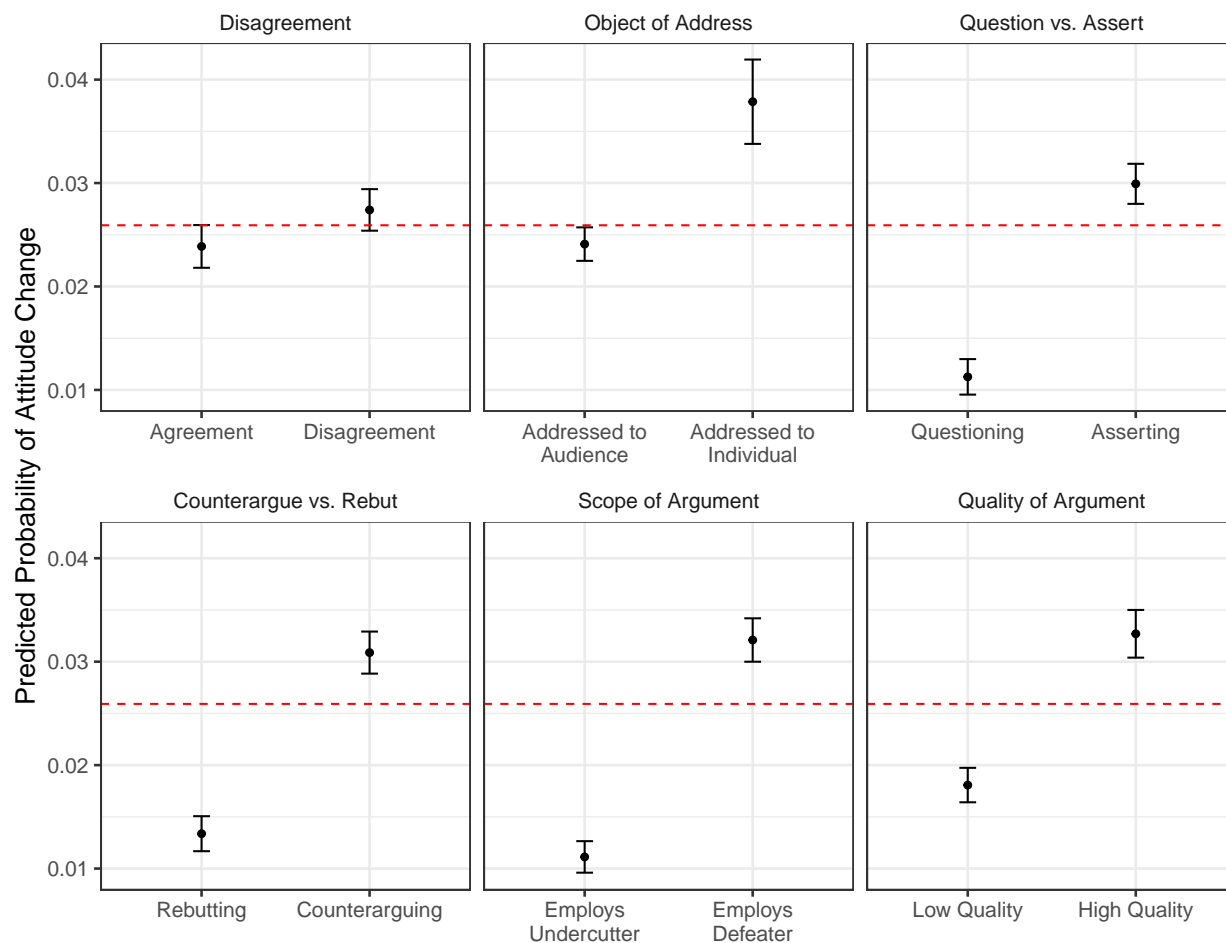 Disagreement
Object of Address
Question vs. Assert
Predicted Probability of Attitude Change
0.04
0.03
0.02
0.01
Agreement
Disagreement
Addressed to
Audience
Addressed to
Individual
Questioning
Asserting
Counterargue vs. Rebut
Scope of Argument
Quality of Argument
0.04
0.03
0.02
0.01
Rebutting
Counterarguing
Employs
Undercutter
Employs
Defeater
Low Quality
High Quality